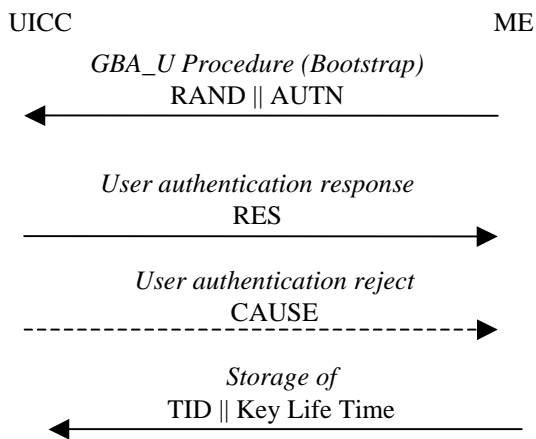 UICC ME
GBA_U Procedure (Bootstrap)
RAND || AUTN
User authentication response
RES
User authentication reject
CAUSE
Storage of
TID || Key Life Time